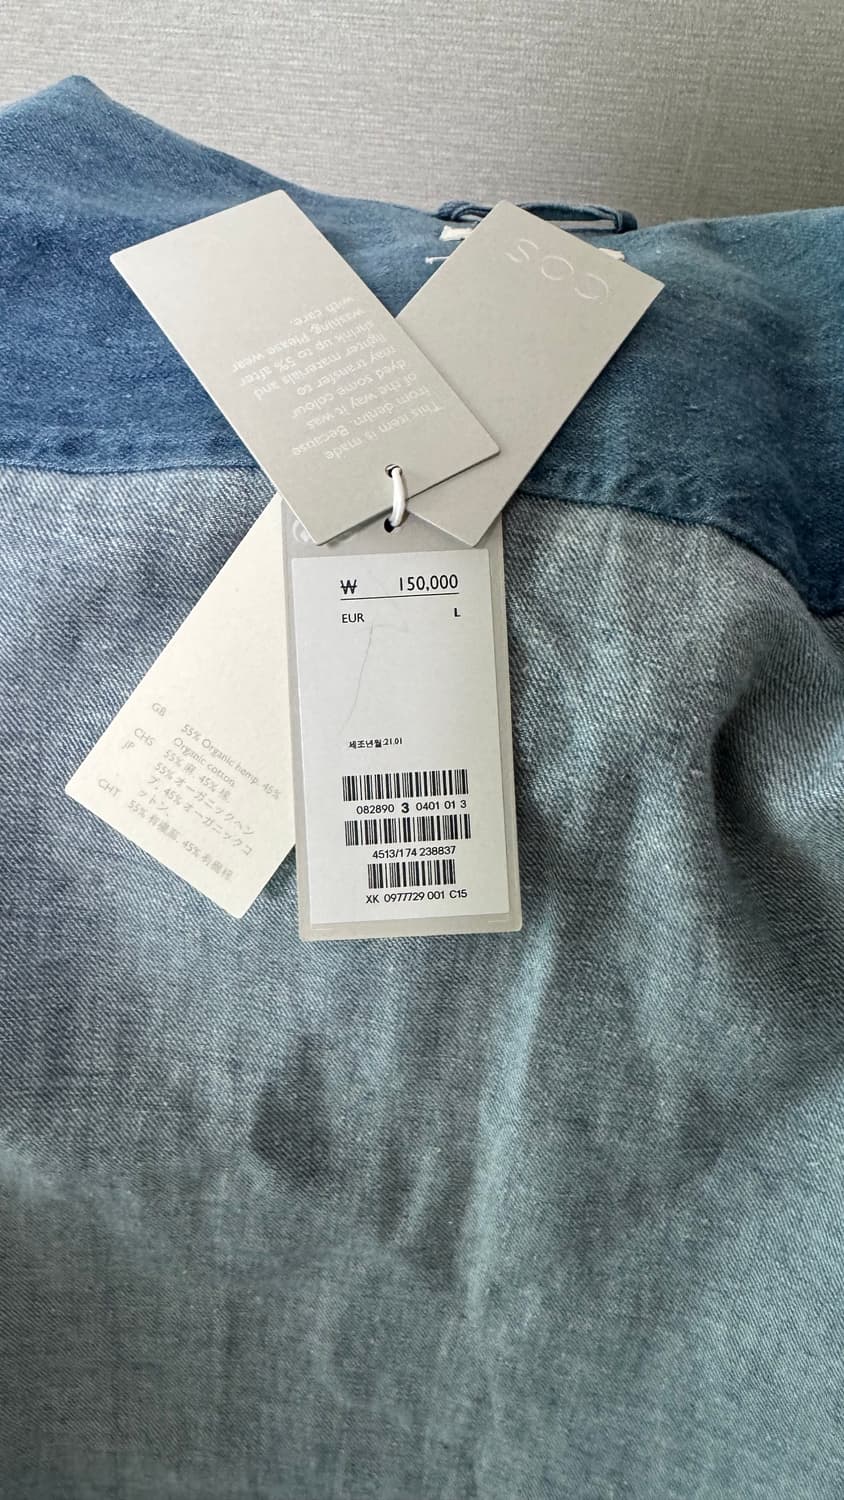 COS
This item is made
from denim. Because
of the way it was
dyed some colour
may transfer to
lighter materials and
shrink up to 5% after
washing. Please wear
with care.
₩ 150,000
EUR L
제조년월:21.01
082890 3 0401 01 3
4513/174 238837
XK 0977729 001 C15
GB 55% Organic hemp. 45%
Organic cotton
CHS 55% 麻. 45% 棉
JP 55% オーガニックヘン
プ. 45% オーガニックコ
ットン
CHT 55% 有機麻. 45% 有機棉